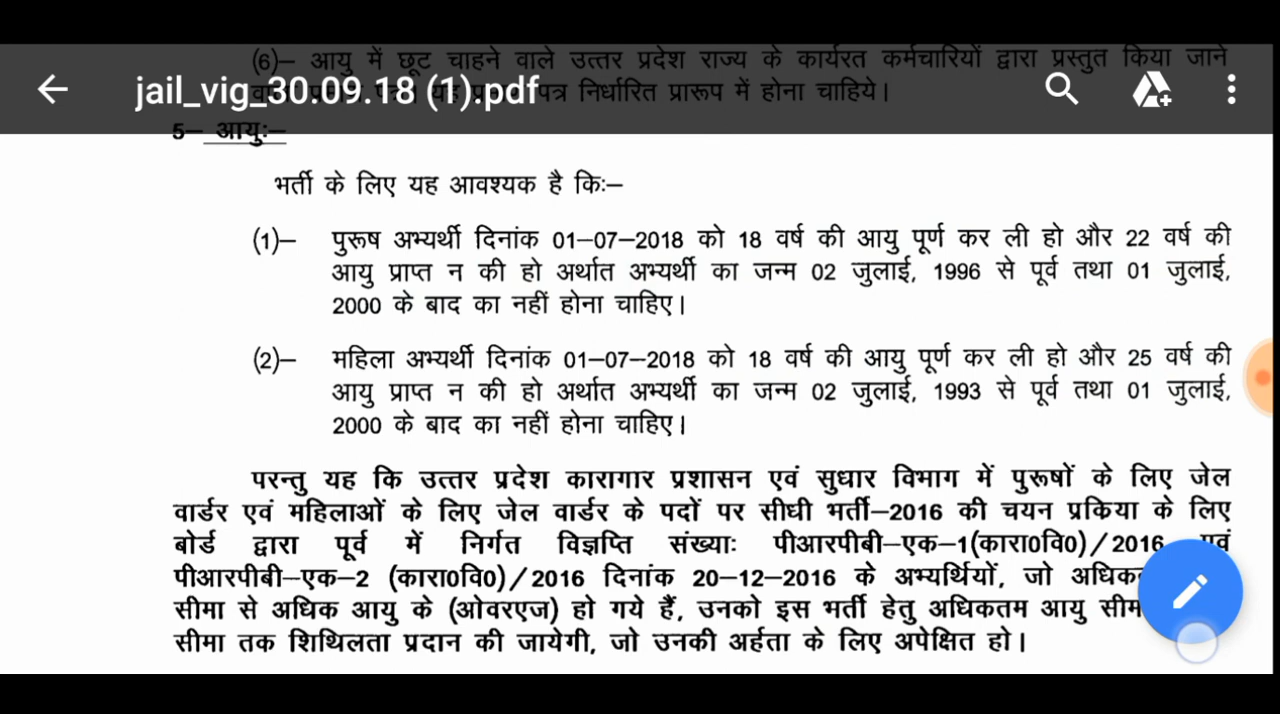 (6)– आयु में छूट चाहने वाले उत्तर प्रदेश राज्य के कार्यरत कर्मचारियों द्वारा प्रस्तुत किया जाने
jail_vig_30.09.18 (1).pdf
पत्र निर्धारित प्रारूप में होना चाहिये।
5– आयुः–
भर्ती के लिए यह आवश्यक है किः–
(1)– पुरूष अभ्यर्थी दिनांक 01–07–2018 को 18 वर्ष की आयु पूर्ण कर ली हो और 22 वर्ष की
आयु प्राप्त न की हो अर्थात अभ्यर्थी का जन्म 02 जुलाई, 1996 से पूर्व तथा 01 जुलाई,
2000 के बाद का नहीं होना चाहिए।
(2)– महिला अभ्यर्थी दिनांक 01–07–2018 को 18 वर्ष की आयु पूर्ण कर ली हो और 25 वर्ष की
आयु प्राप्त न की हो अर्थात अभ्यर्थी का जन्म 02 जुलाई, 1993 से पूर्व तथा 01 जुलाई,
2000 के बाद का नहीं होना चाहिए।
परन्तु यह कि उत्तर प्रदेश कारागार प्रशासन एवं सुधार विभाग में पुरूषों के लिए जेल
वार्डर एवं महिलाओं के लिए जेल वार्डर के पदों पर सीधी भर्ती–2016 की चयन प्रकिया के लिए
बोर्ड द्वारा पूर्व में निर्गत विज्ञप्ति संख्याः पीआरपीबी–एक–1(कारा0वि0)/2016 एवं
पीआरपीबी–एक–2 (कारा0वि0)/2016 दिनांक 20–12–2016 के अभ्यर्थियों, जो
सीमा से अधिक आयु के (ओवरएज) हो गये हैं, उनको इस भर्ती हेतु अधिकतम आयु
सीमा तक शिथिलता प्रदान की जायेगी, जो उनकी अर्हता के लिए अपेक्षित हो।